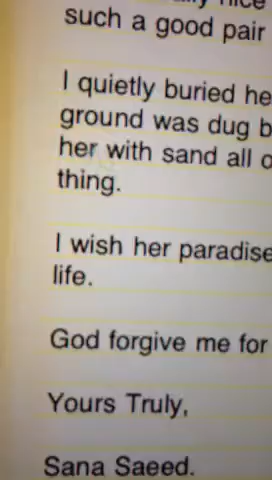 such a good pair
I quietly buried he
ground was dug b
her with sand all o
thing.
I wish her paradise
life.
God forgive me for
Yours Truly,
Sana Saeed.